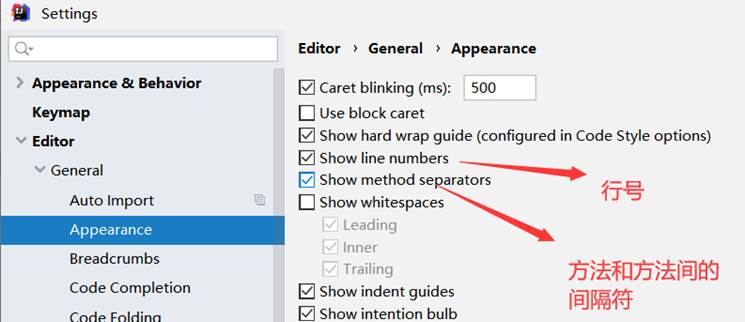 Settings
Appearance & Behavior
Keymap
Editor
General
Auto Import
Appearance
Breadcrumbs
Code Completion
Code Folding
Editor › General › Appearance
Caret blinking (ms): 500
Use block caret
Show hard wrap guide (configured in Code Style options)
Show line numbers
Show method separators
Show whitespaces
Leading
Inner
Trailing
Show indent guides
Show intention bulb
行号
方法和方法间的
间隔符